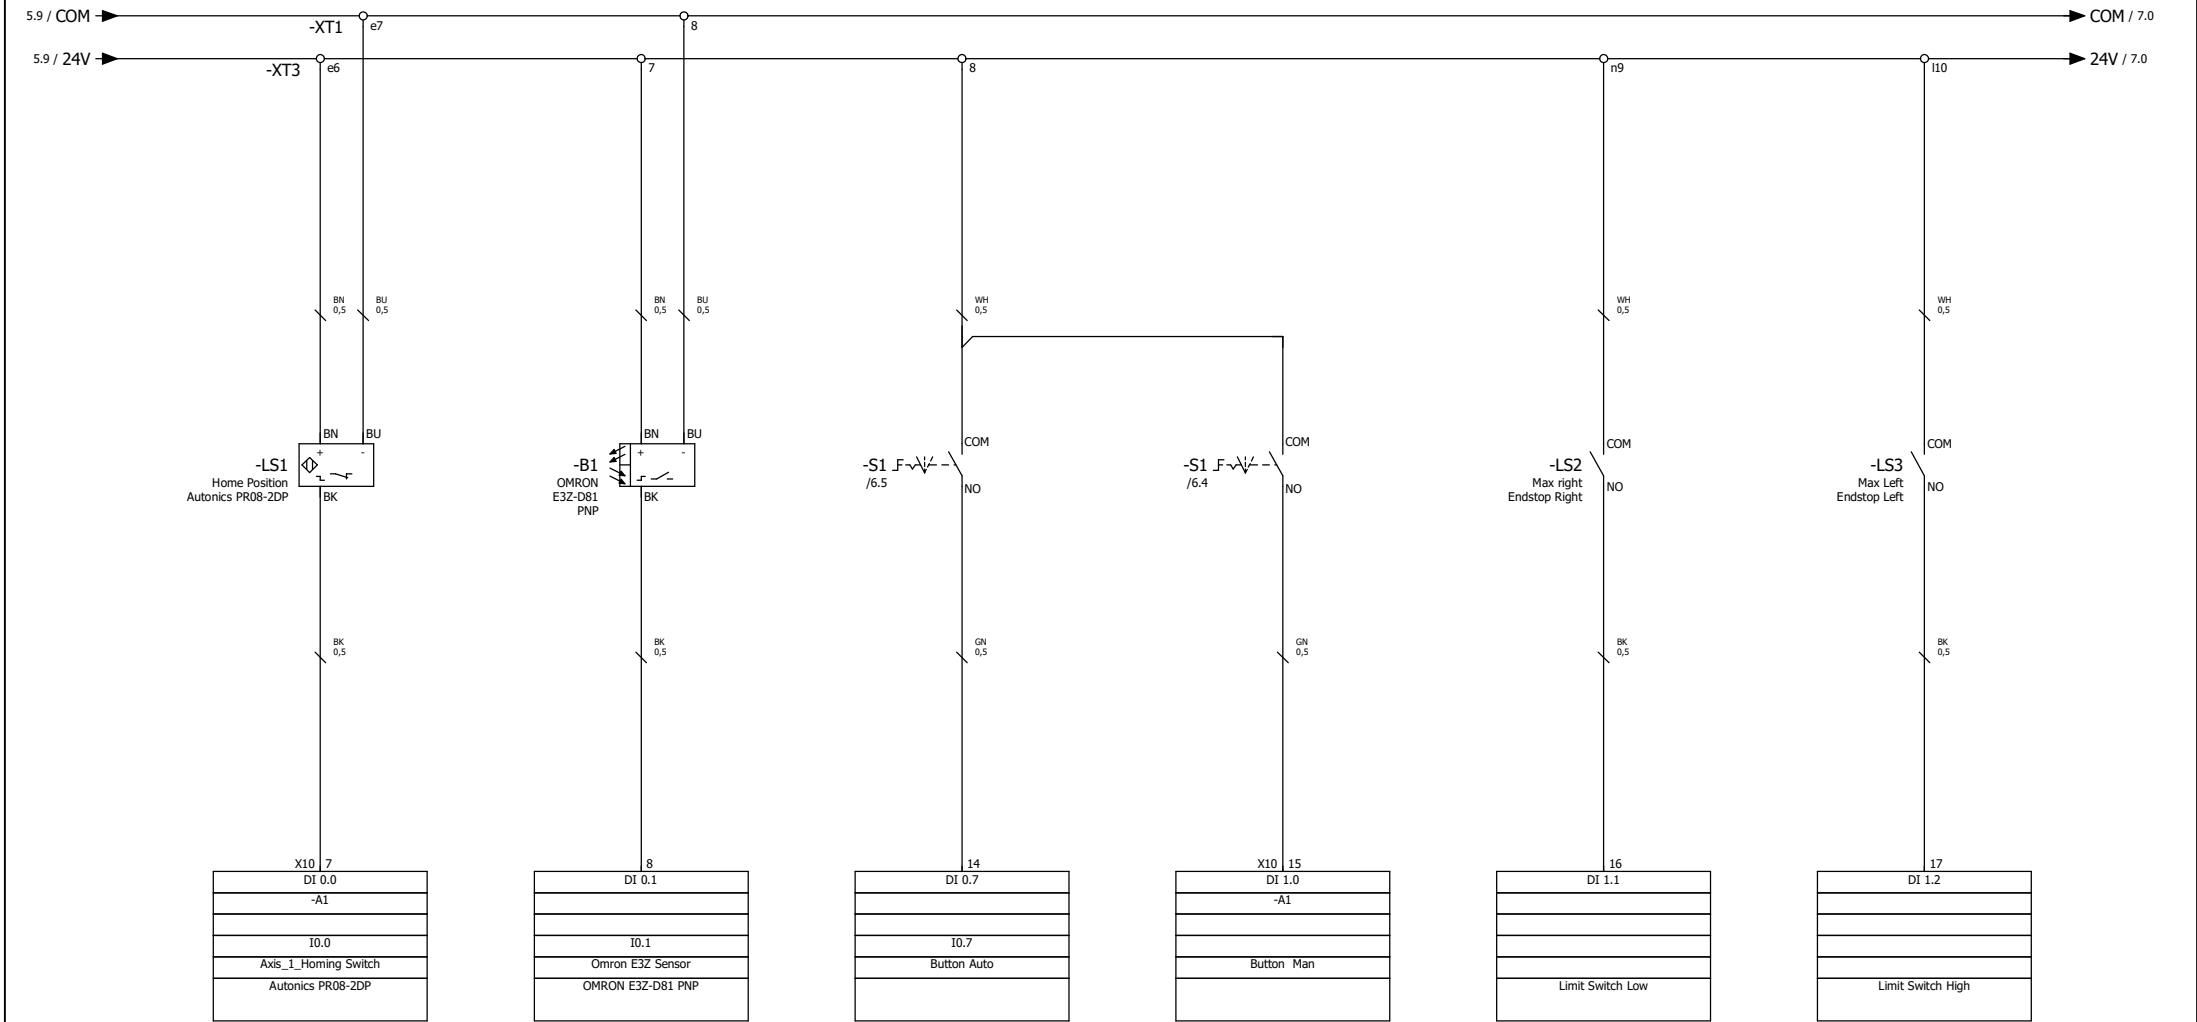 5.9 / COM
COM / 7.0
-XT1
e7
8
5.9 / 24V
24V / 7.0
-XT3
e6
7
8
n9
l10
BN
0,5
BU
0,5
BN
0,5
BU
0,5
WH
0,5
WH
0,5
WH
0,5
BN
BU
+
-
-LS1
Home Position
Autonics PR08-2DP
BK
BN
BU
+
-
-B1
OMRON
E3Z-D81
PNP
BK
COM
-S1
/6.5
NO
COM
-S1
/6.4
NO
COM
-LS2
Max right
Endstop Right
NO
COM
-LS3
Max Left
Endstop Left
NO
BK
0,5
BK
0,5
GN
0,5
GN
0,5
BK
0,5
BK
0,5
X10 7
DI 0.0
-A1
I0.0
Axis_1_Homing Switch
Autonics PR08-2DP
8
DI 0.1
I0.1
Omron E3Z Sensor
OMRON E3Z-D81 PNP
14
DI 0.7
I0.7
Button Auto
X10 15
DI 1.0
-A1
Button Man
16
DI 1.1
Limit Switch Low
17
DI 1.2
Limit Switch High